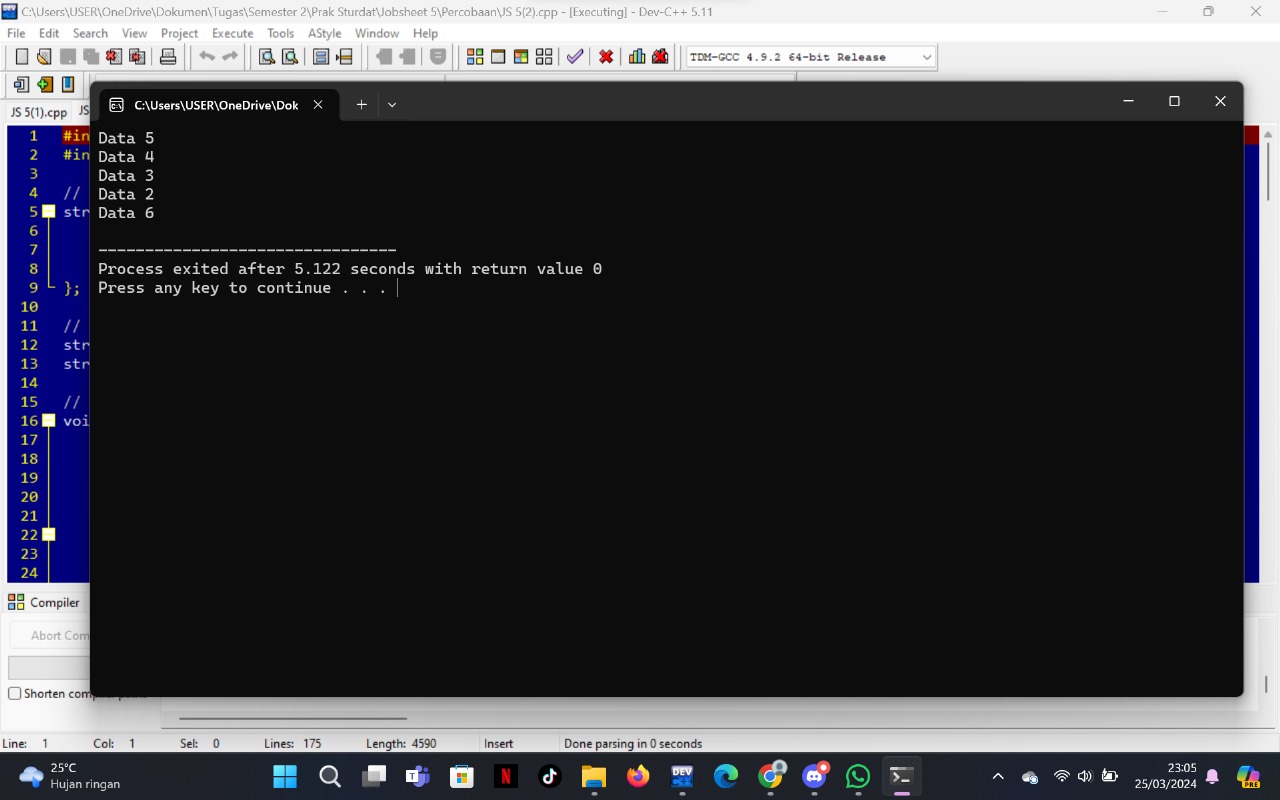 C:\Users\USER\OneDrive\Dokumen\Tugas\Semester 2\Prak Sturdat\Jobsheet 5\Percobaan\JS 5(2).cpp - [Executing] - Dev-C++ 5.11
File Edit Search View Project Execute Tools AStyle Window Help
TDM-GCC 4.9.2 64-bit Release
JS 5(1).cpp JS
C:\Users\USER\OneDrive\Dok
Data 5
Data 4
Data 3
Data 2
Data 6
--------------------------------
Process exited after 5.122 seconds with return value 0
Press any key to continue . . .
1 #in
2 #in
3
4 //
5 str
6
7
8
9 };
10
11 //
12 str
13 str
14
15 //
16 voi
17
18
19
20
21
22
23
24
Compiler
Abort Com
Shorten com
Line: 1 Col: 1 Sel: 0 Lines: 175 Length: 4590 Insert Done parsing in 0 seconds
25°C
Hujan ringan
DEV
PRE
23:05
25/03/2024